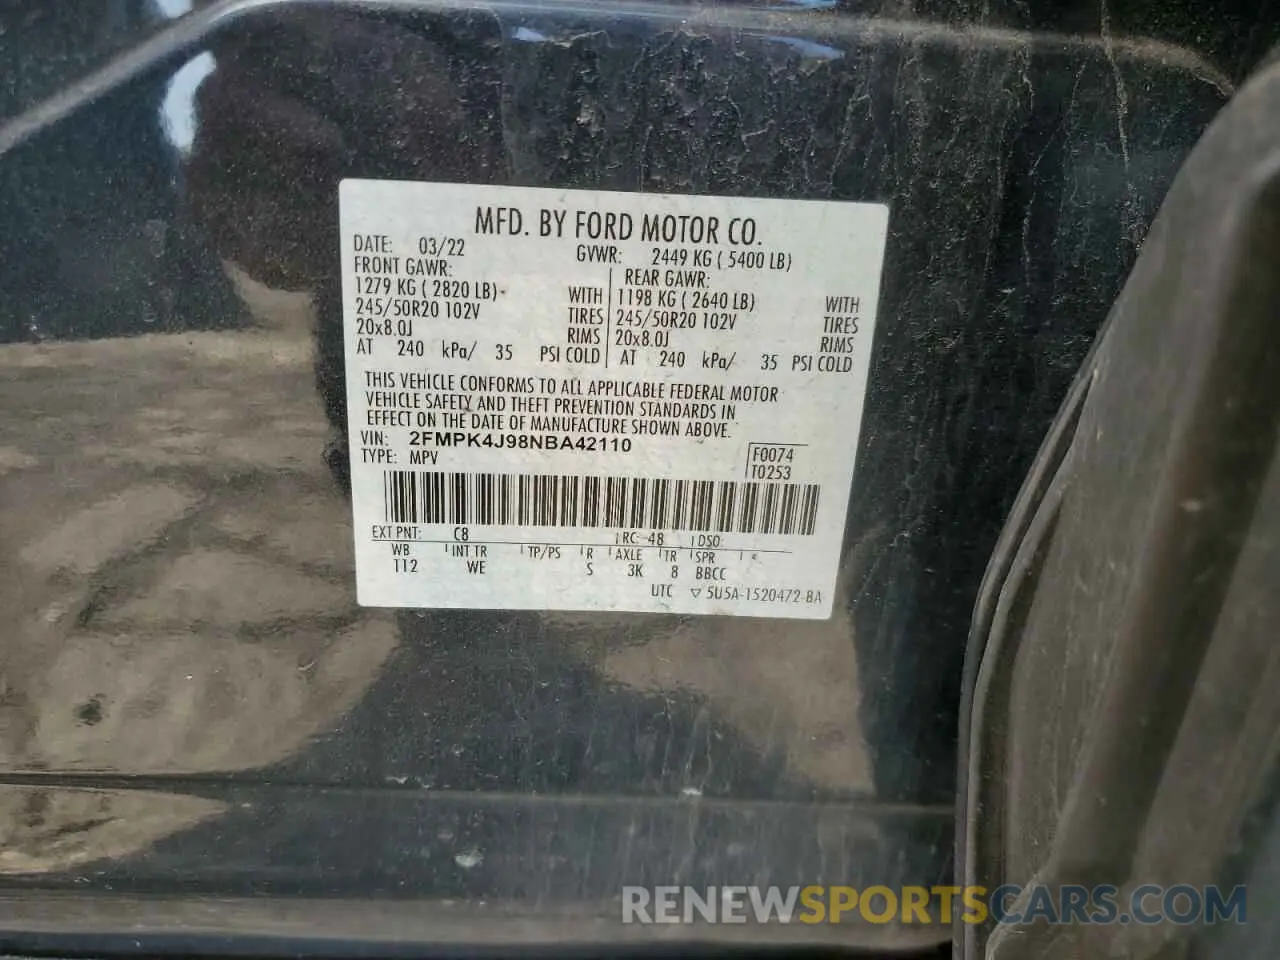 MFD. BY FORD MOTOR CO.
DATE: 03/22 GVWR: 2449 KG ( 5400 LB)
FRONT GAWR: REAR GAWR:
1279 KG ( 2820 LB) WITH 1198 KG ( 2640 LB) WITH
245/50R20 102V TIRES 245/50R20 102V TIRES
20x8.0J RIMS 20x8.0J RIMS
AT 240 kPa/ 35 PSI COLD AT 240 kPa/ 35 PSI COLD
THIS VEHICLE CONFORMS TO ALL APPLICABLE FEDERAL MOTOR
VEHICLE SAFETY AND THEFT PREVENTION STANDARDS IN
EFFECT ON THE DATE OF MANUFACTURE SHOWN ABOVE.
VIN: 2FMPK4J98NBA42110 F0074
TYPE: MPV T0253
EXT PNT: C8 RC: 48 DSO:
WB INT TR TP/PS R AXLE TR SPR
T12 WE S 3K 8 BBCC
UTC ▽ 5U5A-1520472-BA
RENEWSPORTSCARS.COM